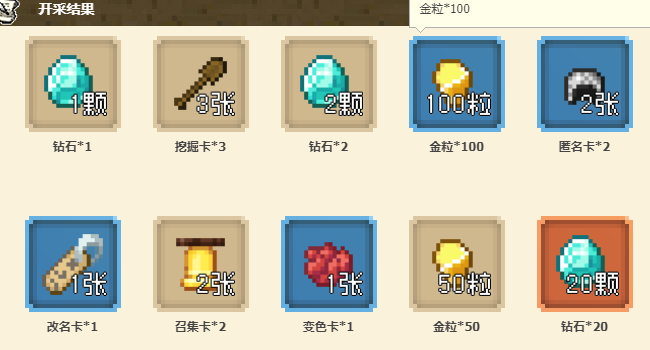 开采结果
金粒*100
1颗
3张
2颗
100粒
2张
钻石*1
挖掘卡*3
钻石*2
金粒*100
匿名卡*2
1张
2张
1张
50粒
20颗
改名卡*1
召集卡*2
变色卡*1
金粒*50
钻石*20